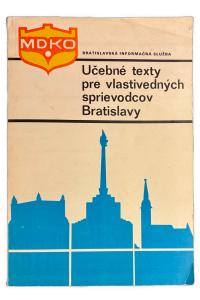 MDKO
BRATISLAVSKÁ INFORMAČNÁ SLUŽBA
Učebné texty
pre vlastivedných
sprievodcov
Bratislavy